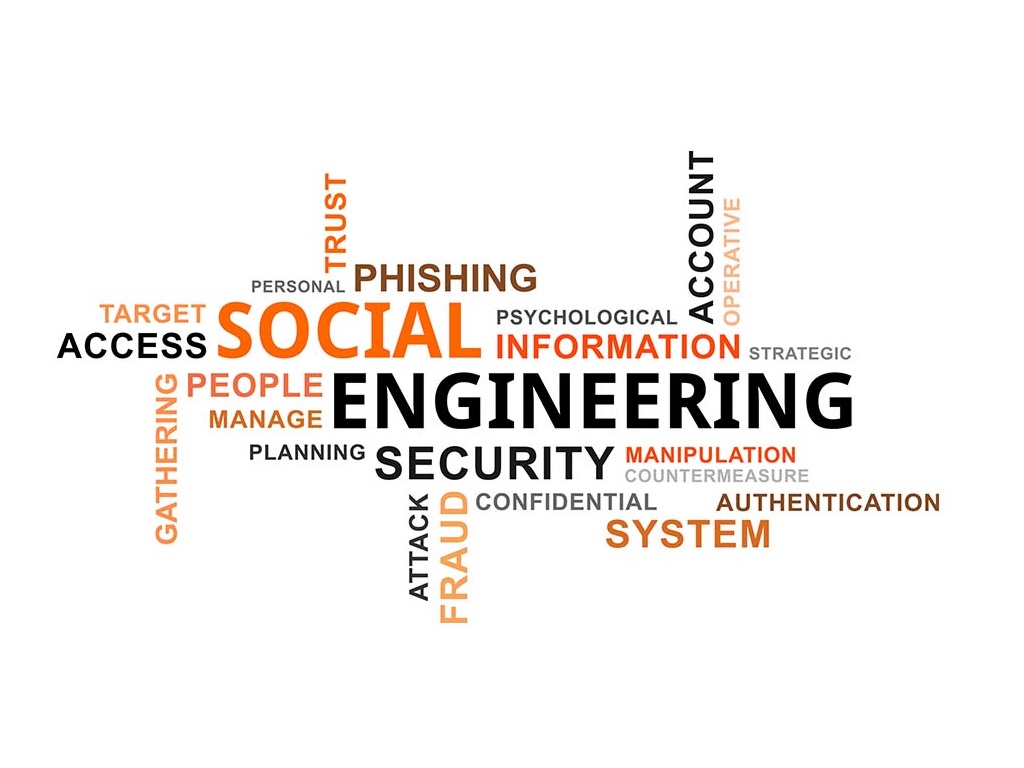 TRUST
ACCOUNT
OPERATIVE
PERSONAL
PHISHING
TARGET
SOCIAL
PSYCHOLOGICAL
ACCESS
INFORMATION
STRATEGIC
GATHERING
PEOPLE
ENGINEERING
MANAGE
PLANNING
SECURITY
MANIPULATION
COUNTERMEASURE
ATTACK
FRAUD
CONFIDENTIAL
AUTHENTICATION
SYSTEM